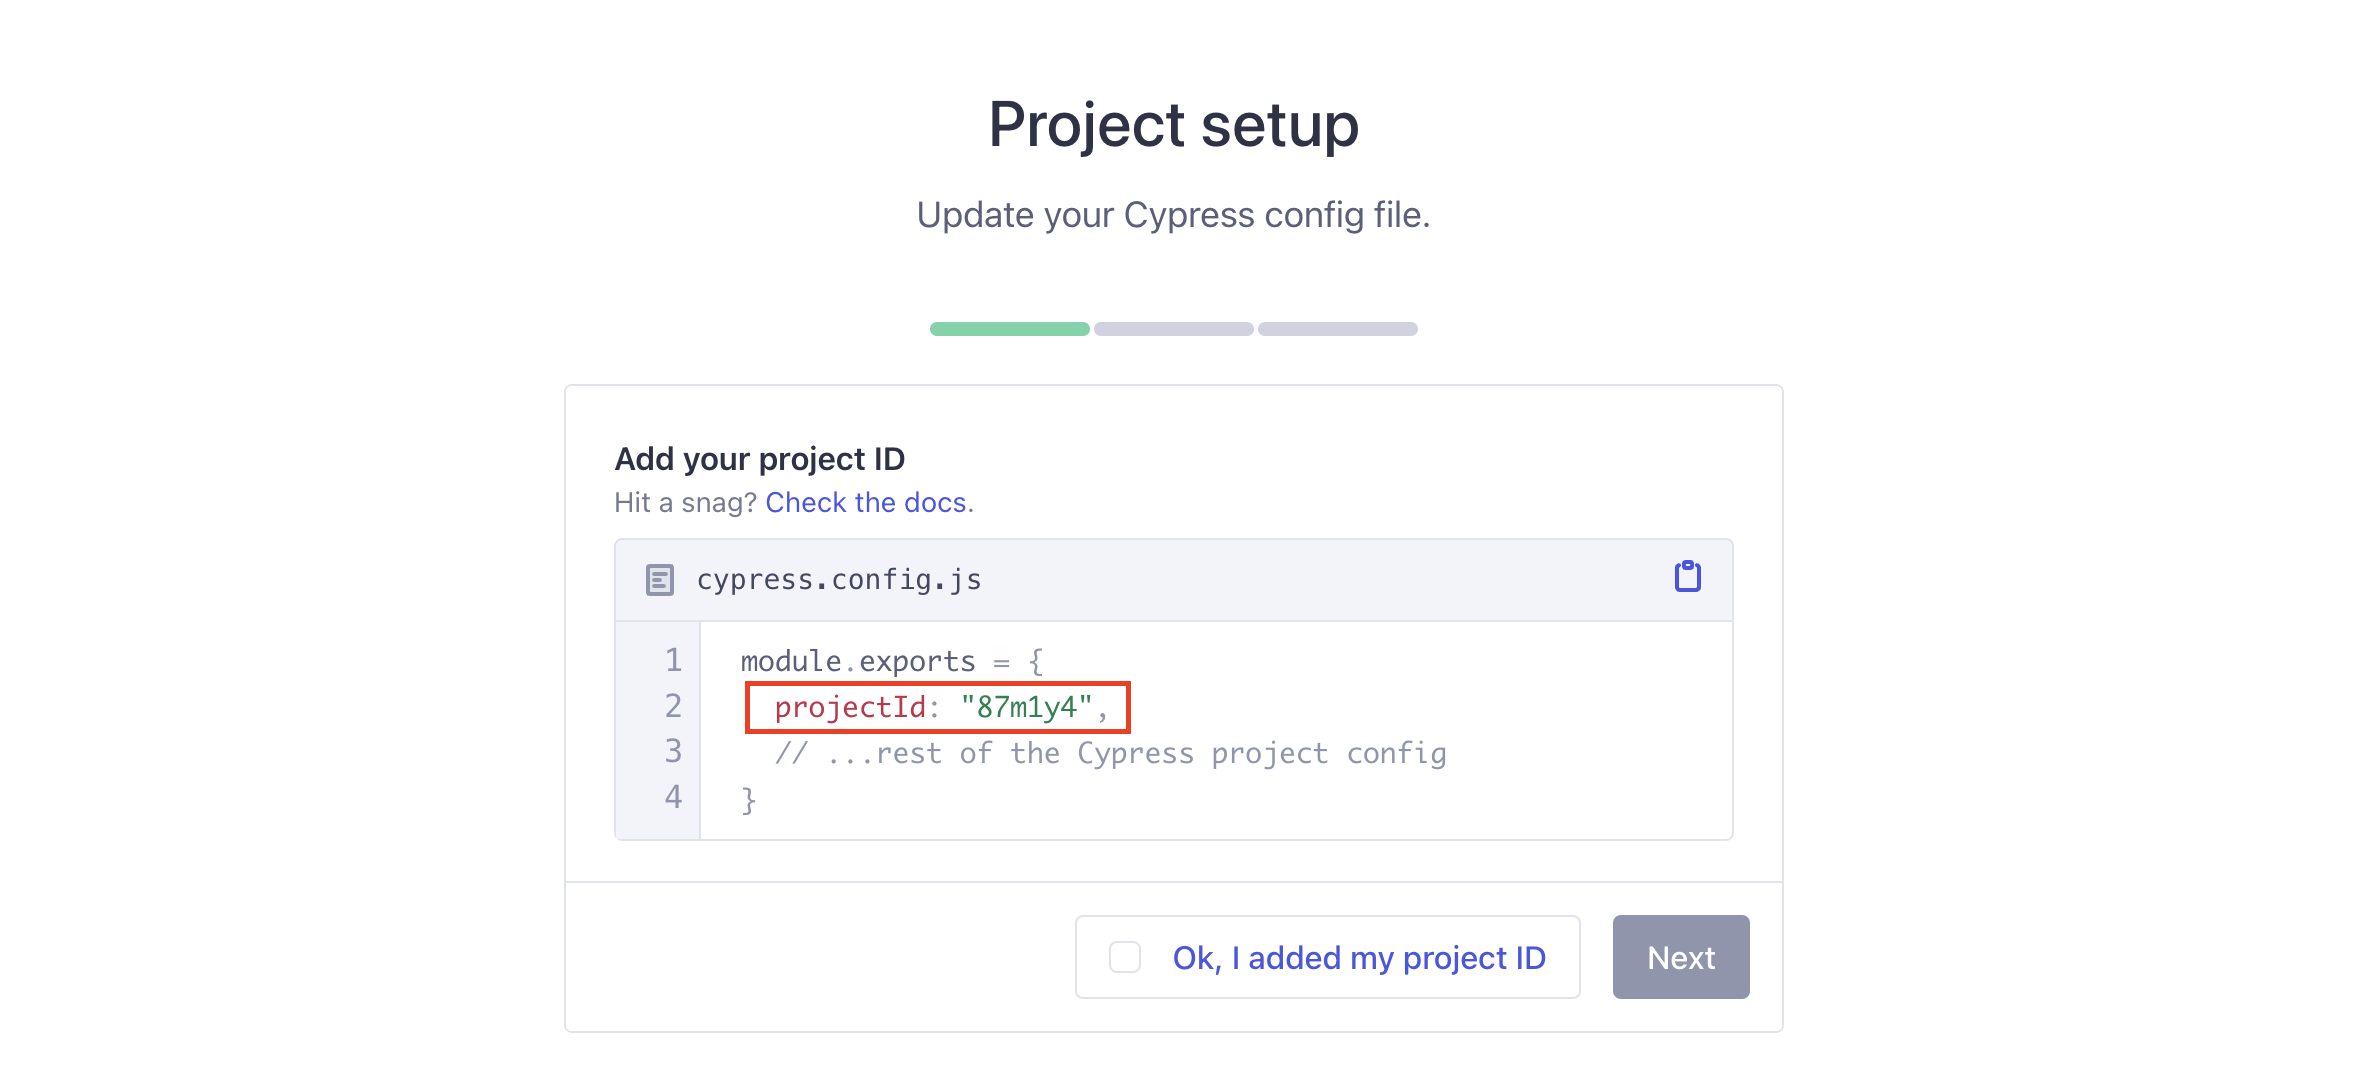 Project setup
Update your Cypress config file.
Add your project ID
Hit a snag? Check the docs.
cypress.config.js
1 module.exports = {
2 projectId: "87m1y4",
3 // ...rest of the Cypress project config
4 }
Ok, I added my project ID
Next